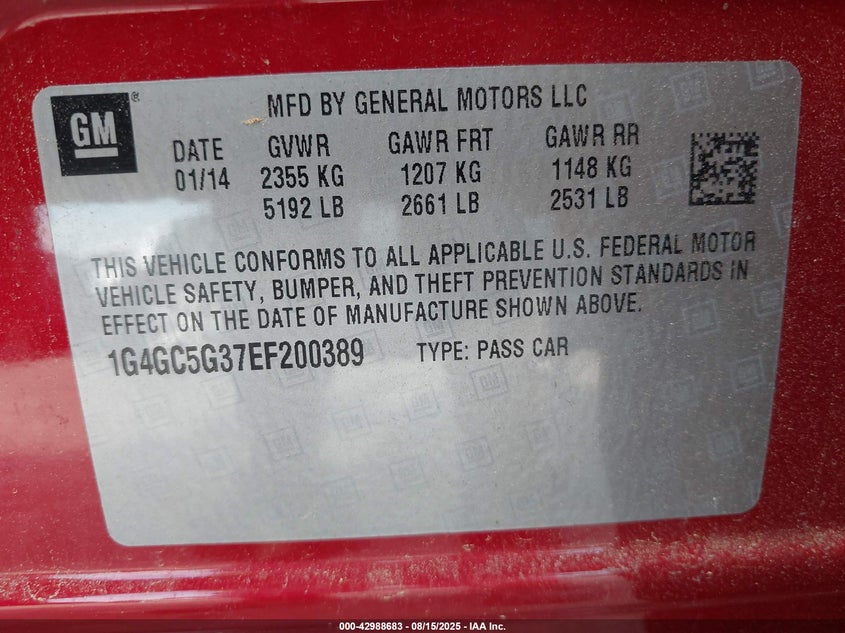 GM
®
MFD BY GENERAL MOTORS LLC
DATE GVWR GAWR FRT GAWR RR
01/14 2355 KG 1207 KG 1148 KG
5192 LB 2661 LB 2531 LB
THIS VEHICLE CONFORMS TO ALL APPLICABLE U.S. FEDERAL MOTOR
VEHICLE SAFETY, BUMPER, AND THEFT PREVENTION STANDARDS IN
EFFECT ON THE DATE OF MANUFACTURE SHOWN ABOVE.
1G4GC5G37EF200389 TYPE: PASS CAR
000-42988683 - 08/15/2025 - IAA Inc.